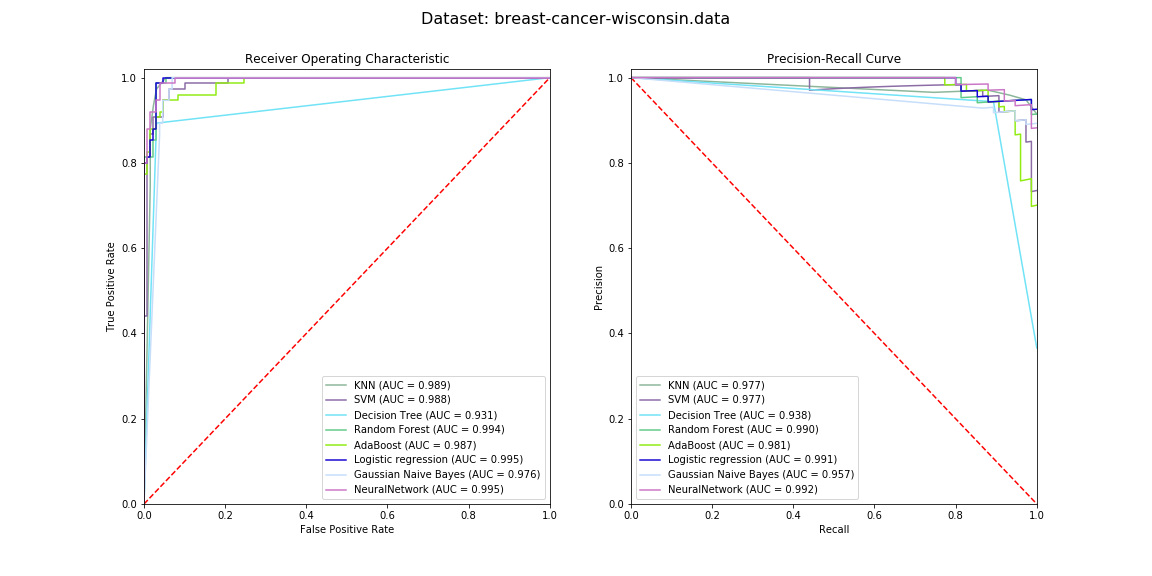 Dataset: breast-cancer-wisconsin.data
Receiver Operating Characteristic
1.0
0.8
0.6
0.4
0.2
0.0
True Positive Rate
KNN (AUC = 0.989)
SVM (AUC = 0.988)
Decision Tree (AUC = 0.931)
Random Forest (AUC = 0.994)
AdaBoost (AUC = 0.987)
Logistic regression (AUC = 0.995)
Gaussian Naive Bayes (AUC = 0.976)
NeuralNetwork (AUC = 0.995)
0.0 0.2 0.4 0.6 0.8 1.0
False Positive Rate
Precision-Recall Curve
1.0
0.8
0.6
0.4
0.2
0.0
Precision
KNN (AUC = 0.977)
SVM (AUC = 0.977)
Decision Tree (AUC = 0.938)
Random Forest (AUC = 0.990)
AdaBoost (AUC = 0.981)
Logistic regression (AUC = 0.991)
Gaussian Naive Bayes (AUC = 0.957)
NeuralNetwork (AUC = 0.992)
0.0 0.2 0.4 0.6 0.8 1.0
Recall